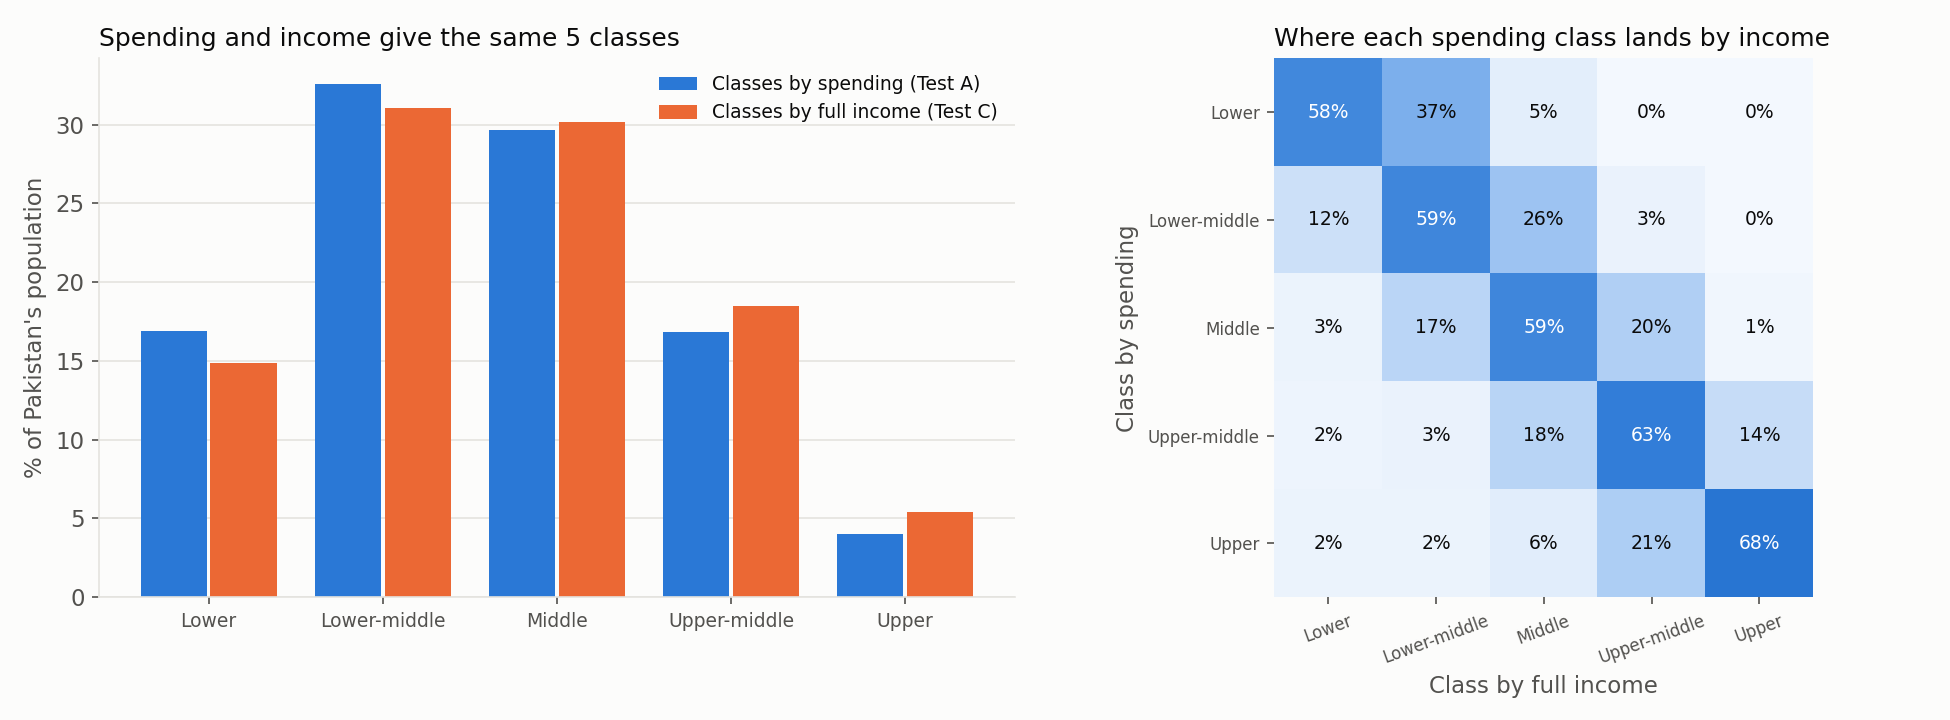 Spending and income give the same 5 classes
Classes by spending (Test A)
Classes by full income (Test C)
% of Pakistan's population
30
25
20
15
10
5
0
Lower Lower-middle Middle Upper-middle Upper
Where each spending class lands by income
Class by spending
Lower 58% 37% 5% 0% 0%
Lower-middle 12% 59% 26% 3% 0%
Middle 3% 17% 59% 20% 1%
Upper-middle 2% 3% 18% 63% 14%
Upper 2% 2% 6% 21% 68%
Lower Lower-middle Middle Upper-middle Upper
Class by full income